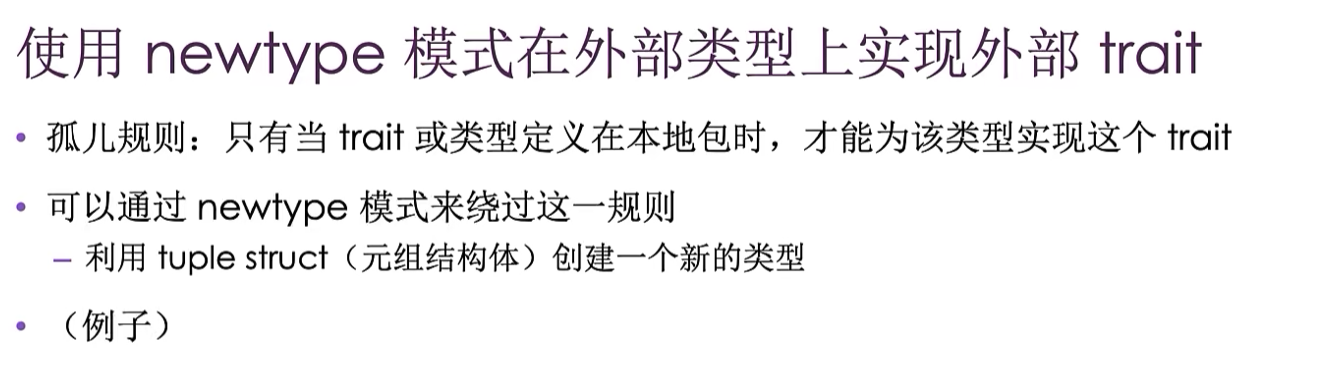 使用 newtype 模式在外部类型上实现外部 trait
• 孤儿规则：只有当 trait 或类型定义在本地包时，才能为该类型实现这个 trait
• 可以通过 newtype 模式来绕过这一规则
– 利用 tuple struct（元组结构体）创建一个新的类型
• （例子）